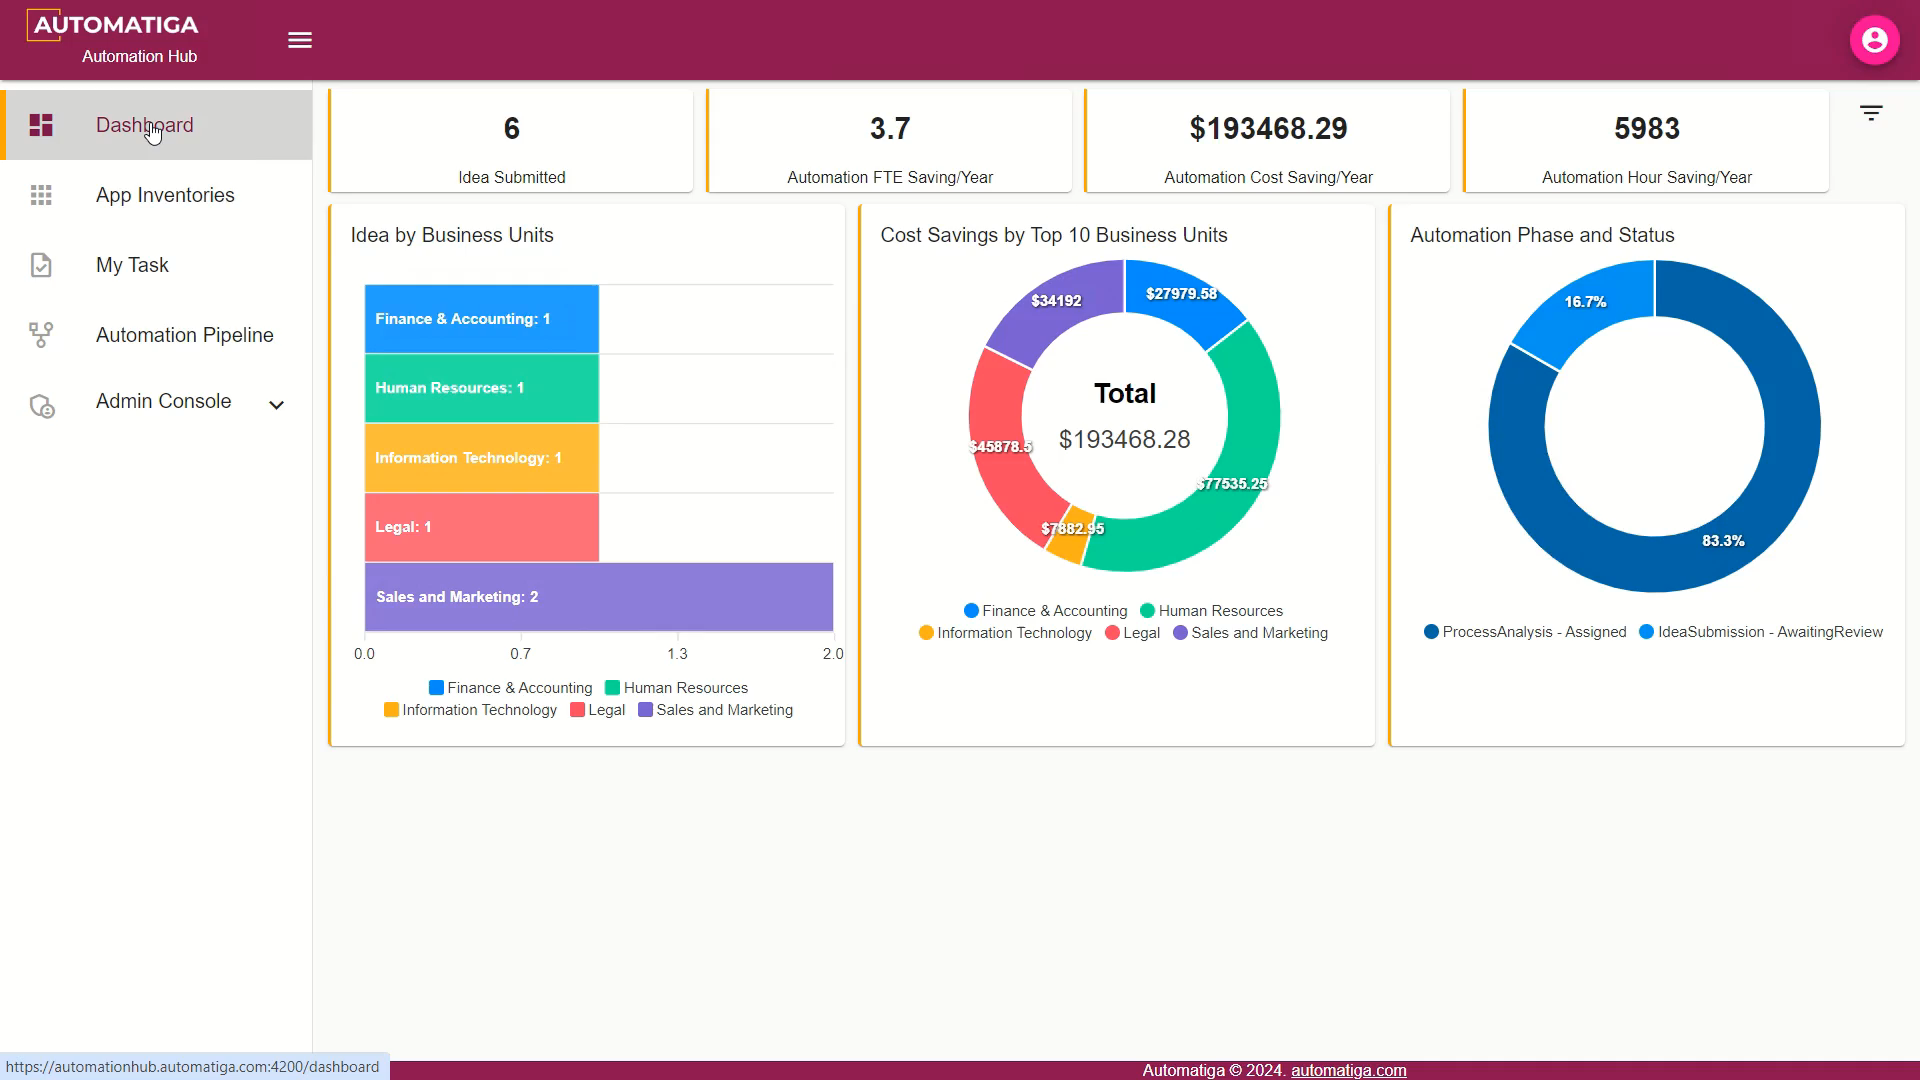 AUTOMATIGA
Automation Hub
Dashboard
App Inventories
My Task
Automation Pipeline
Admin Console
6
Idea Submitted
3.7
Automation FTE Saving/Year
$193468.29
Automation Cost Saving/Year
5983
Automation Hour Saving/Year
Idea by Business Units
Finance & Accounting: 1
Human Resources: 1
Information Technology: 1
Legal: 1
Sales and Marketing: 2
0.0 0.7 1.3 2.0
Finance & Accounting Human Resources
Information Technology Legal Sales and Marketing
Cost Savings by Top 10 Business Units
$34192 $27979.58
Total
$193468.28
$45878.5
$77535.25
$7882.95
Finance & Accounting Human Resources
Information Technology Legal Sales and Marketing
Automation Phase and Status
16.7%
83.3%
ProcessAnalysis - Assigned IdeaSubmission - AwaitingReview
https://automationhub.automatiga.com:4200/dashboard
Automatiga © 2024. automatiga.com